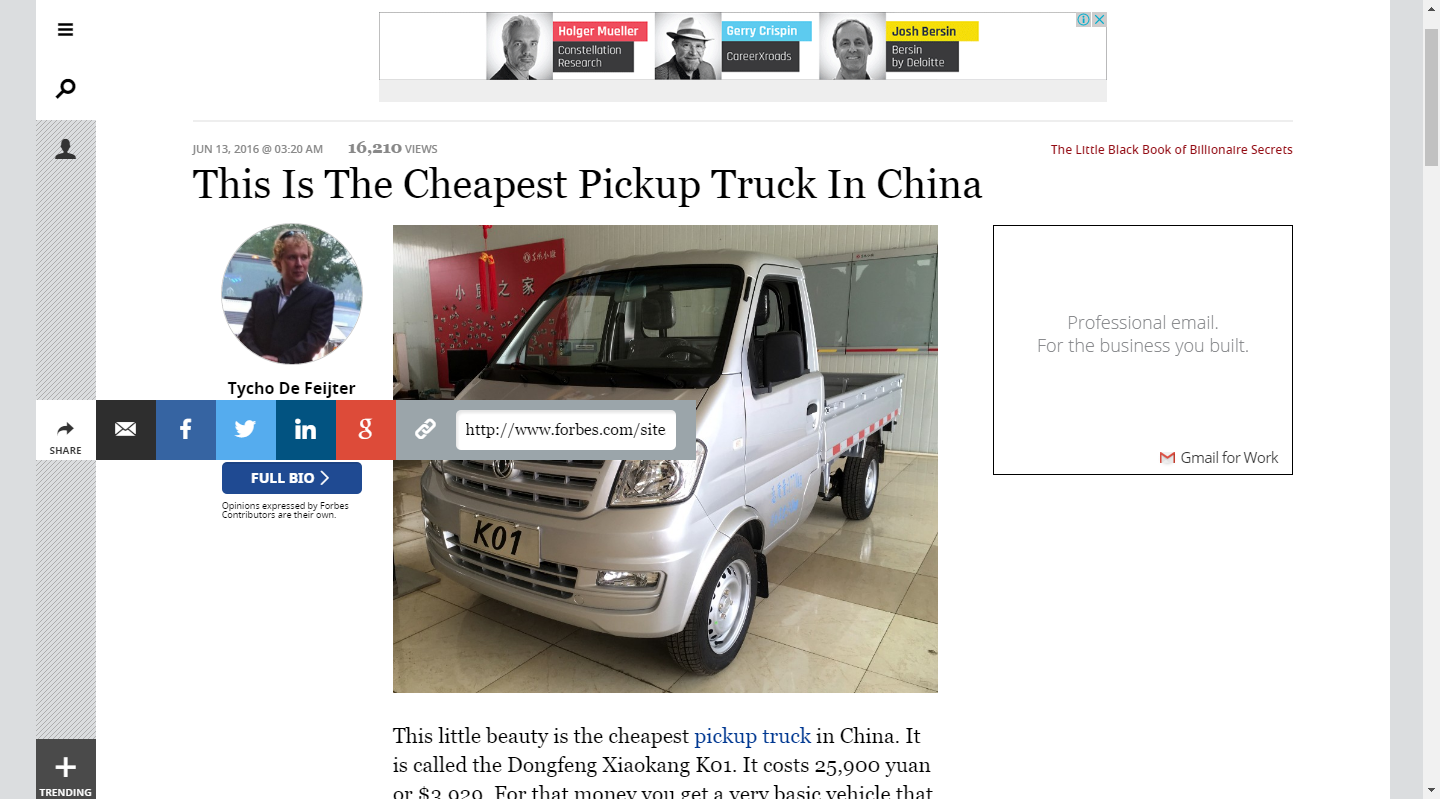 Holger Mueller
Constellation
Research
Gerry Crispin
CareerXroads
Josh Bersin
Bersin
by Deloitte
JUN 13, 2016 @ 03:20 AM 16,210 VIEWS
The Little Black Book of Billionaire Secrets
This Is The Cheapest Pickup Truck In China
小 之家
Professional email.
For the business you built.
Gmail for Work
Tycho De Feijter
SHARE
f
in
g
http://www.forbes.com/site
FULL BIO
Opinions expressed by Forbes
Contributors are their own.
K01
This little beauty is the cheapest pickup truck in China. It
is called the Dongfeng Xiaokang K01. It costs 25,900 yuan
or $3,929. For that money you get a very basic vehicle that
TRENDING